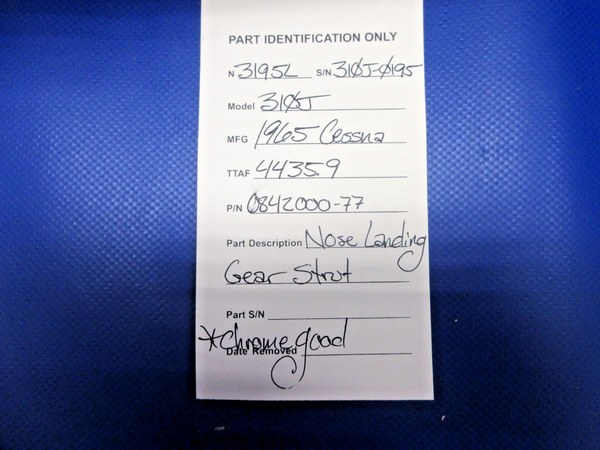 PART IDENTIFICATION ONLY
N 3195L S/N 310J-0195
Model 310J
MFG 1965 Cessna
TTAF 4435.9
P/N 0842000-77
Part Description Nose Landing
Gear Strut
Part S/N
*Chrome good
Date Removed